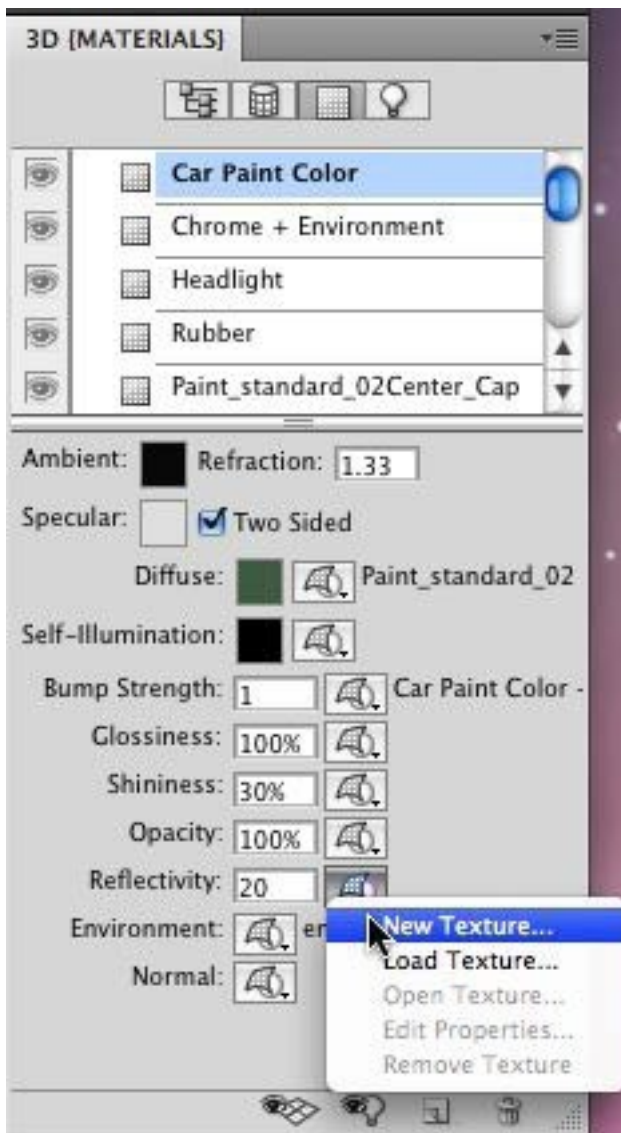 3D {MATERIALS}
Car Paint Color
Chrome + Environment
Headlight
Rubber
Paint_standard_02Center_Cap
Ambient: Refraction: 1.33
Specular: Two Sided
Diffuse: Paint_standard_02
Self-Illumination:
Bump Strength: 1 Car Paint Color -
Glossiness: 100%
Shininess: 30%
Opacity: 100%
Reflectivity: 20
Environment: en
New Texture...
Load Texture...
Normal:
Open Texture...
Edit Properties...
Remove Texture